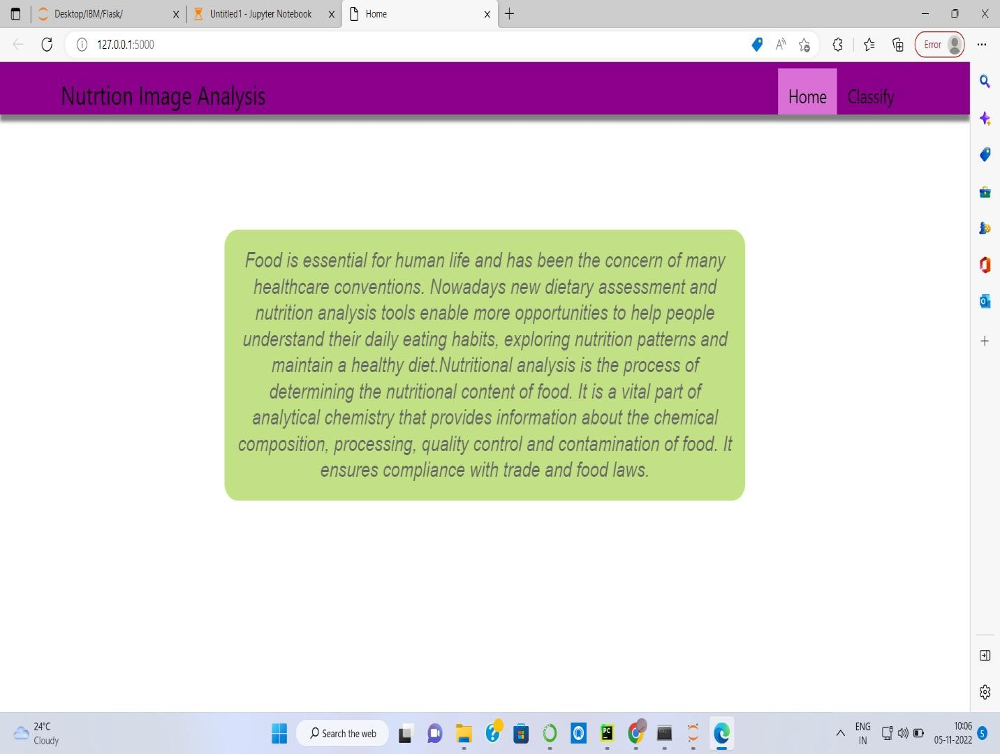 Desktop/IBM/Flask/
Untitled1 - Jupyter Notebook
Home
127.0.0.1:5000
Error
Nutrtion Image Analysis
Home
Classify
Food is essential for human life and has been the concern of many
healthcare conventions. Nowadays new dietary assessment and
nutrition analysis tools enable more opportunities to help people
understand their daily eating habits, exploring nutrition patterns and
maintain a healthy diet.Nutritional analysis is the process of
determining the nutritional content of food. It is a vital part of
analytical chemistry that provides information about the chemical
composition, processing, quality control and contamination of food. It
ensures compliance with trade and food laws.
24°C
Cloudy
Search the web
PC
ENG
IN
10:06
05-11-2022
5